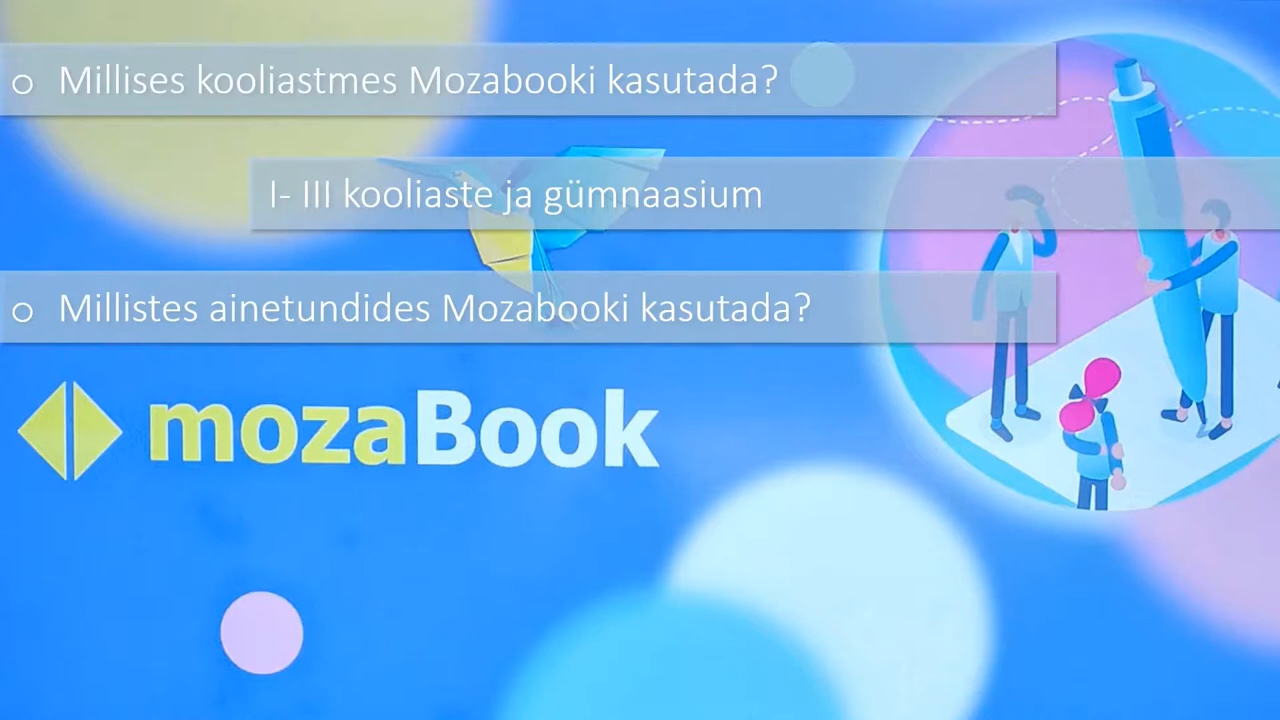 o Millises kooliastmes Mozabooki kasutada?
I- III kooliaste ja gümnaasium
o Millistes ainetundides Mozabooki kasutada?
mozaBook